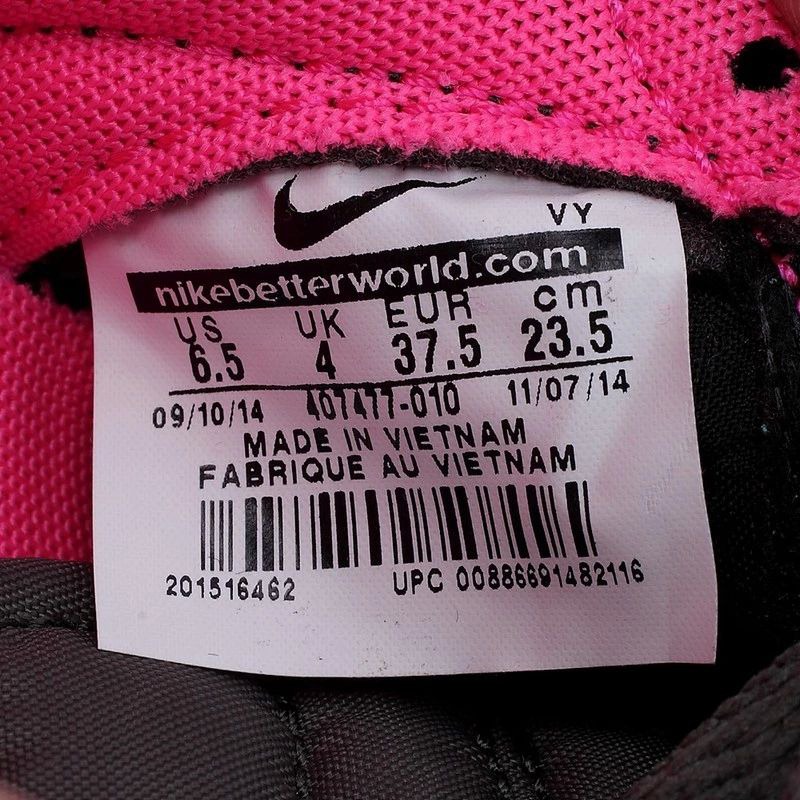 VY
nikebetterworld.com
US UK EUR cm
6.5 4 37.5 23.5
09/10/14 407477-010 11/07/14
MADE IN VIETNAM
FABRIQUE AU VIETNAM
201516462 UPC 00886691482116